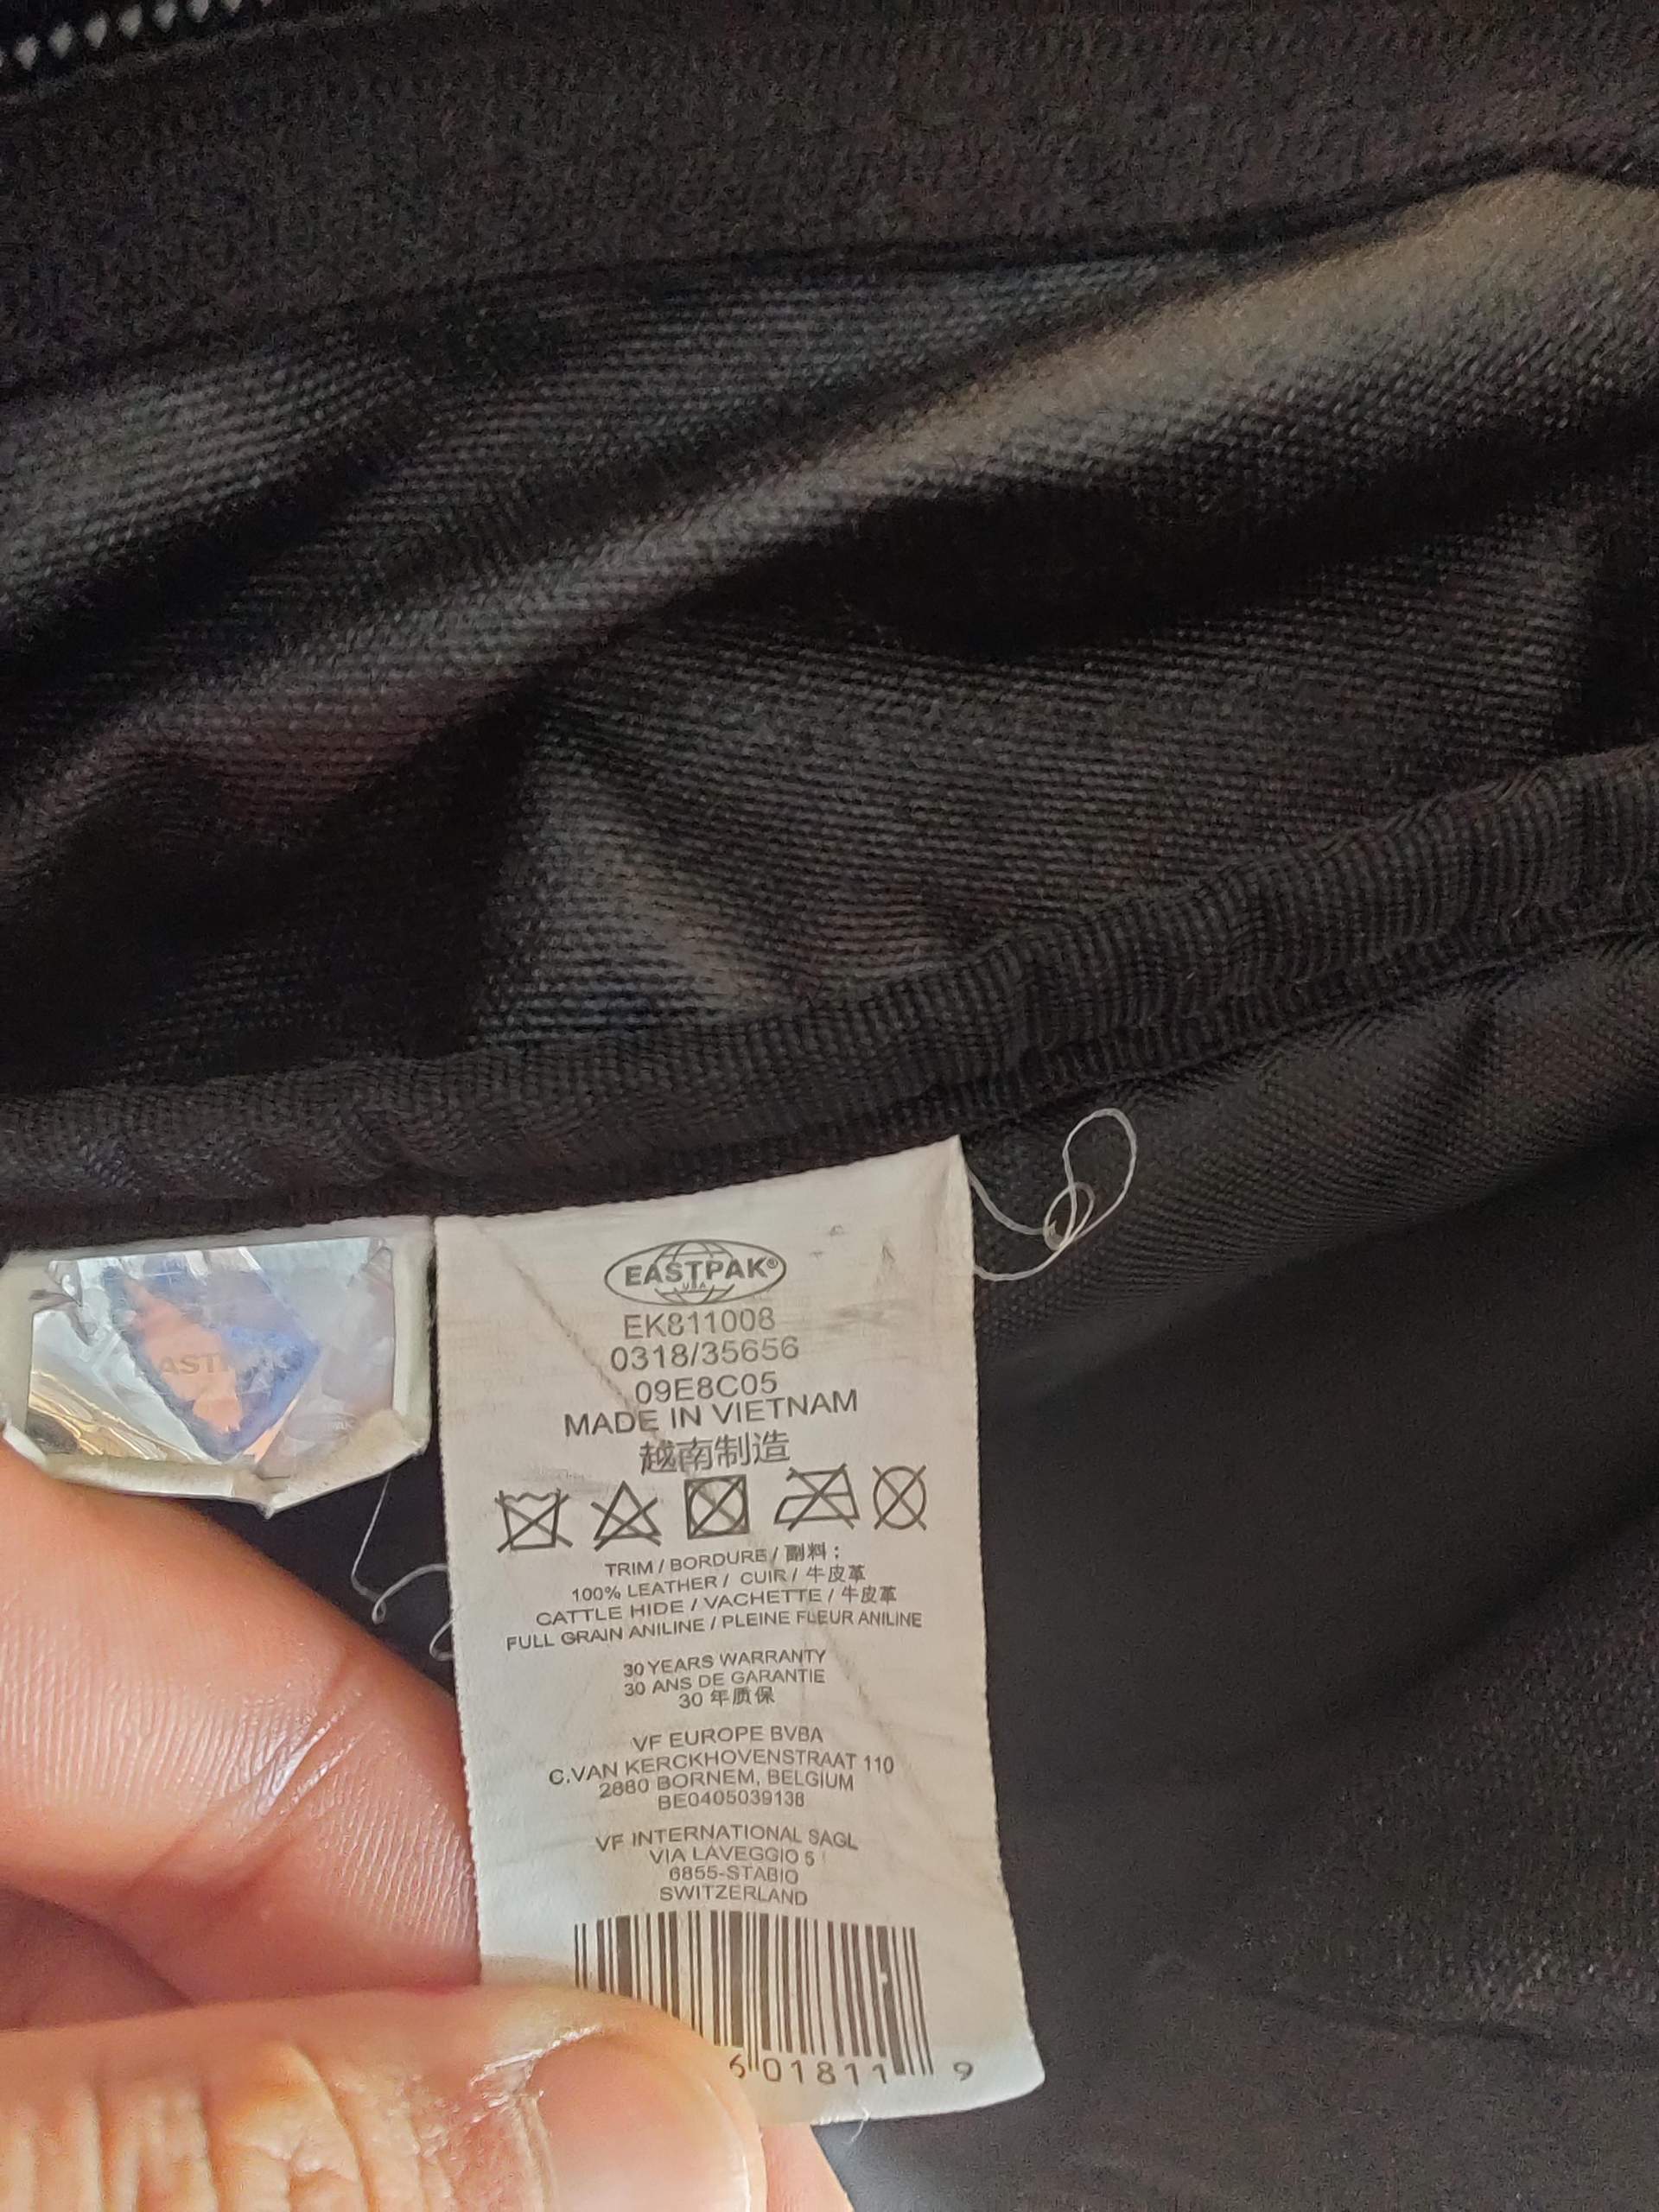 EASTPAK®
USA
EK811008
0318/35656
09E8C05
MADE IN VIETNAM
越南制造
TRIM / BORDURE / 副料 :
100% LEATHER / CUIR / 牛皮革
CATTLE HIDE / VACHETTE / 牛皮革
FULL GRAIN ANILINE / PLEINE FLEUR ANILINE
30 YEARS WARRANTY
30 ANS DE GARANTIE
30 年质保
VF EUROPE BVBA
C.VAN KERCKHOVENSTRAAT 110
2880 BORNEM, BELGIUM
BE0405039138
VF INTERNATIONAL SAGL
VIA LAVEGGIO 5
6855-STABIO
SWITZERLAND
601811 9